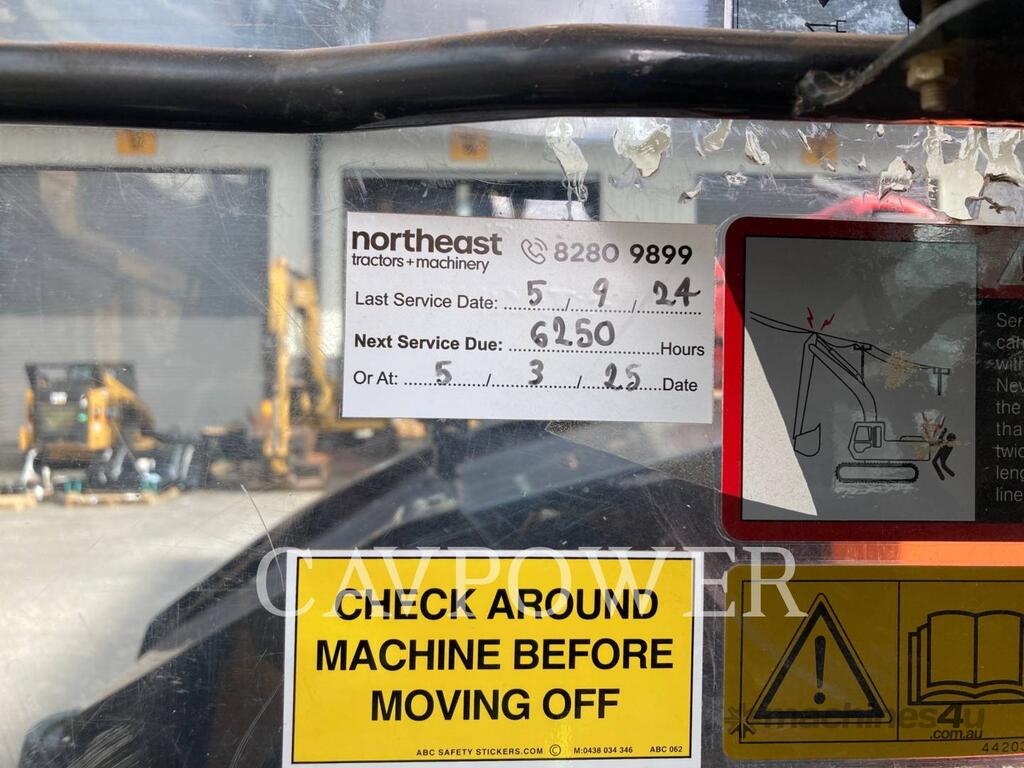 northeast
tractors+machinery
8280 9899
Last Service Date: 5 / 9 / 24
Next Service Due: 6250 Hours
Or At: 5 / 3 / 25 Date
CAVPOWER
CHECK AROUND
MACHINE BEFORE
MOVING OFF
ABC SAFETY STICKERS.COM © M:0438 034 346 ABC 062
machines4u
.com.au